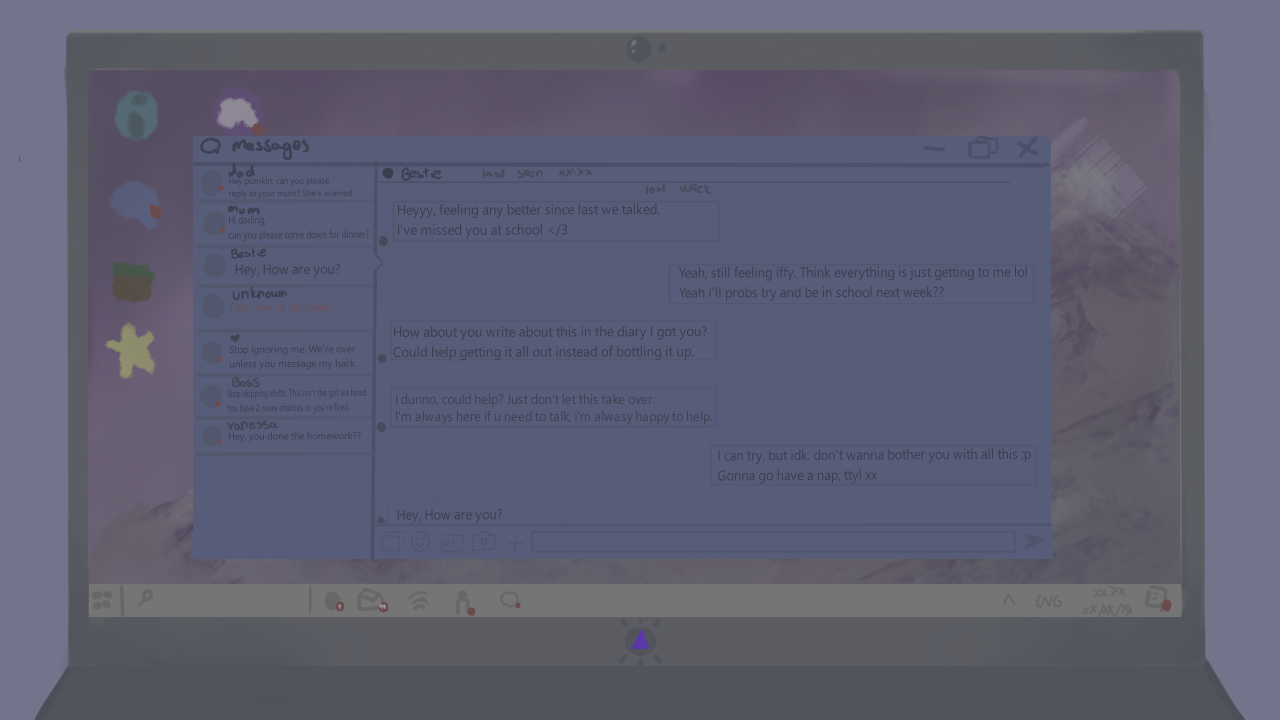 Messages
dad
Hey pumkin, can you please
reply to your mum? She's worried
mum
Hi darling,
can you please come down for dinner?
Bestie
Hey, How are you?
unknown
This user is blocked
♥
Stop ignoring me. We're over
unless you message my back.
Boss
Stop skipping shifts. This isn't the girl we hired.
You have 2 more chances or you're fired.
vanessa
Hey, you done the homework??
Bestie last seen xx:xx
last week
Heyyy, feeling any better since last we talked.
I've missed you at school </3
Yeah, still feeling iffy. Think everything is just getting to me lol
Yeah i'll probs try and be in school next week??
How about you write about this in the diary I got you?
Could help getting it all out instead of bottling it up.
I dunno, could help? Just don't let this take over.
I'm always here if u need to talk, i'm alwasy happy to help.
I can try. but idk. don't wanna bother you with all this :p
Gonna go have a nap, ttyl xx
Hey, How are you?
GIF
ENG
xx:xx
xx/xx/xx